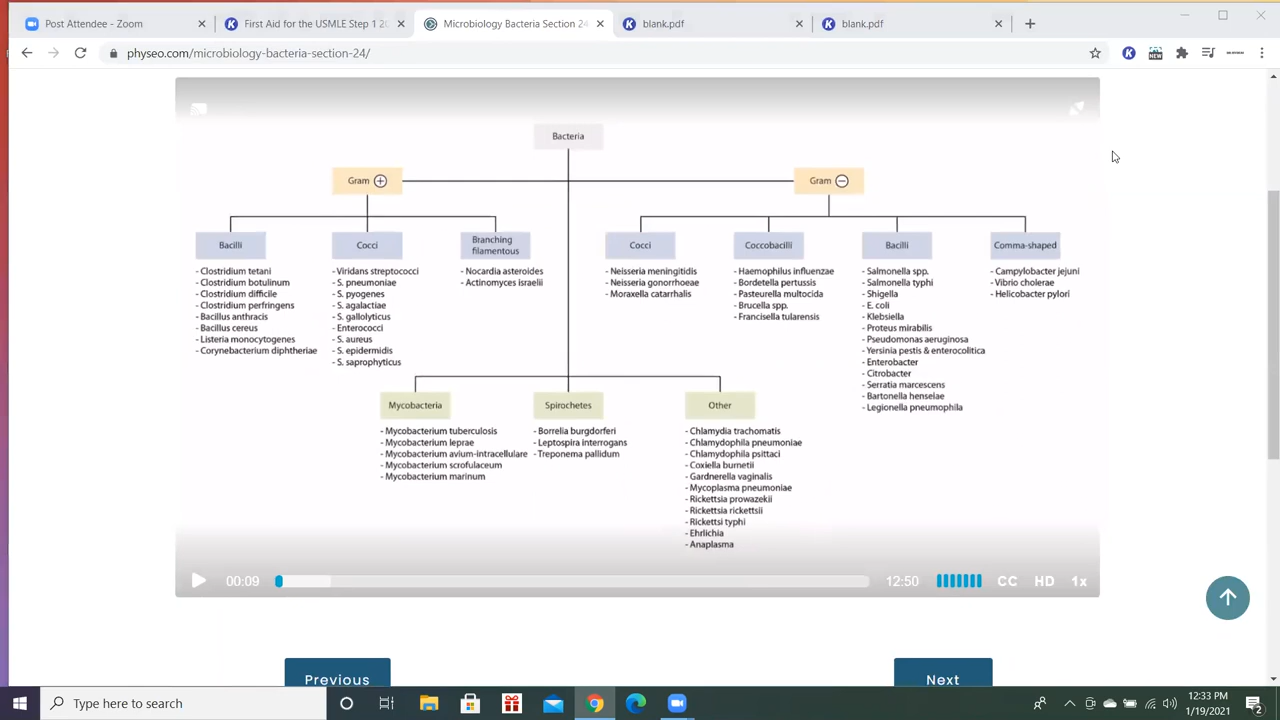 Post Attendee - Zoom
First Aid for the USMLE Step 1 20
Microbiology Bacteria Section 24
blank.pdf
blank.pdf
physeo.com/microbiology-bacteria-section-24/
NEW
Bacteria
Gram +
Gram −
Bacilli
- Clostridium tetani
- Clostridium botulinum
- Clostridium difficile
- Clostridium perfringens
- Bacillus anthracis
- Bacillus cereus
- Listeria monocytogenes
- Corynebacterium diphtheriae
Cocci
- Viridans streptococci
- S. pneumoniae
- S. pyogenes
- S. agalactiae
- S. gallolyticus
- Enterococci
- S. aureus
- S. epidermidis
- S. saprophyticus
Branching
filamentous
- Nocardia asteroides
- Actinomyces israelii
Cocci
- Neisseria meningitidis
- Neisseria gonorrhoeae
- Moraxella catarrhalis
Coccobacilli
- Haemophilus influenzae
- Bordetella pertussis
- Pasteurella multocida
- Brucella spp.
- Francisella tularensis
Bacilli
- Salmonella spp.
- Salmonella typhi
- Shigella
- E. coli
- Klebsiella
- Proteus mirabilis
- Pseudomonas aeruginosa
- Yersinia pestis & enterocolitica
- Enterobacter
- Citrobacter
- Serratia marcescens
- Bartonella henselae
- Legionella pneumophila
Comma-shaped
- Campylobacter jejuni
- Vibrio cholerae
- Helicobacter pylori
Mycobacteria
- Mycobacterium tuberculosis
- Mycobacterium leprae
- Mycobacterium avium-intracellulare
- Mycobacterium scrofulaceum
- Mycobacterium marinum
Spirochetes
- Borrelia burgdorferi
- Leptospira interrogans
- Treponema pallidum
Other
- Chlamydia trachomatis
- Chlamydophila pneumoniae
- Chlamydophila psittaci
- Coxiella burnetii
- Gardnerella vaginalis
- Mycoplasma pneumoniae
- Rickettsia prowazekii
- Rickettsia rickettsii
- Rickettsi typhi
- Ehrlichia
- Anaplasma
00:09
12:50
CC
HD
1x
Previous
Next
Type here to search
12:33 PM
1/19/2021
2